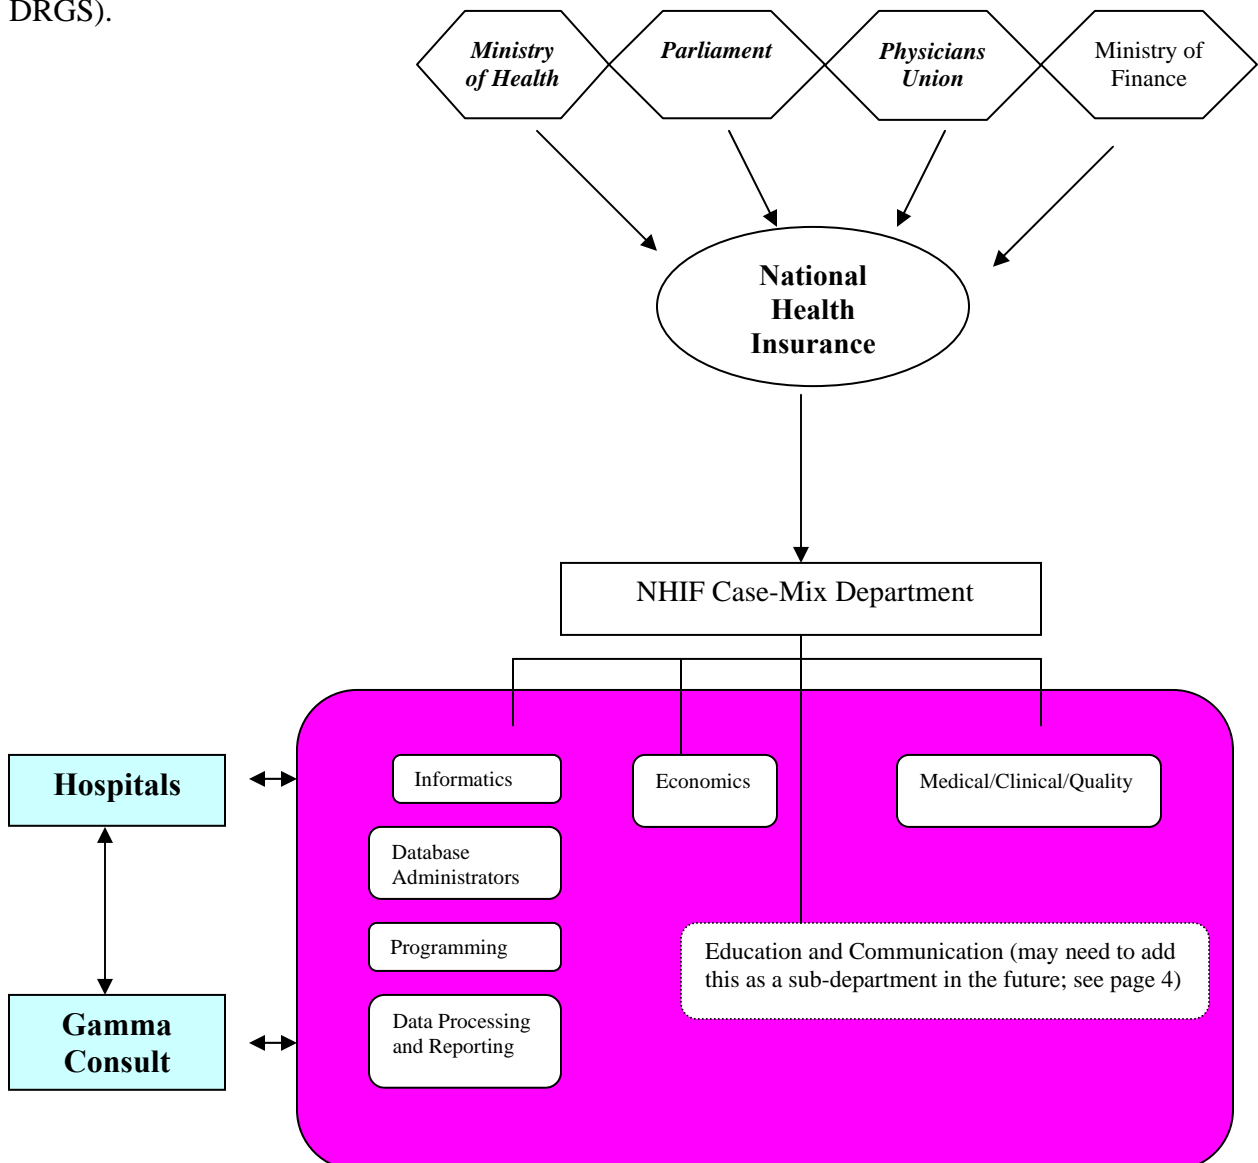 DRGS).
Ministry
of Health
Parliament
Physicians
Union
Ministry of
Finance
National
Health
Insurance
NHIF Case-Mix Department
Hospitals
Informatics
Economics
Medical/Clinical/Quality
Database
Administrators
Programming
Education and Communication (may need to add
this as a sub-department in the future; see page 4)
Gamma
Consult
Data Processing
and Reporting